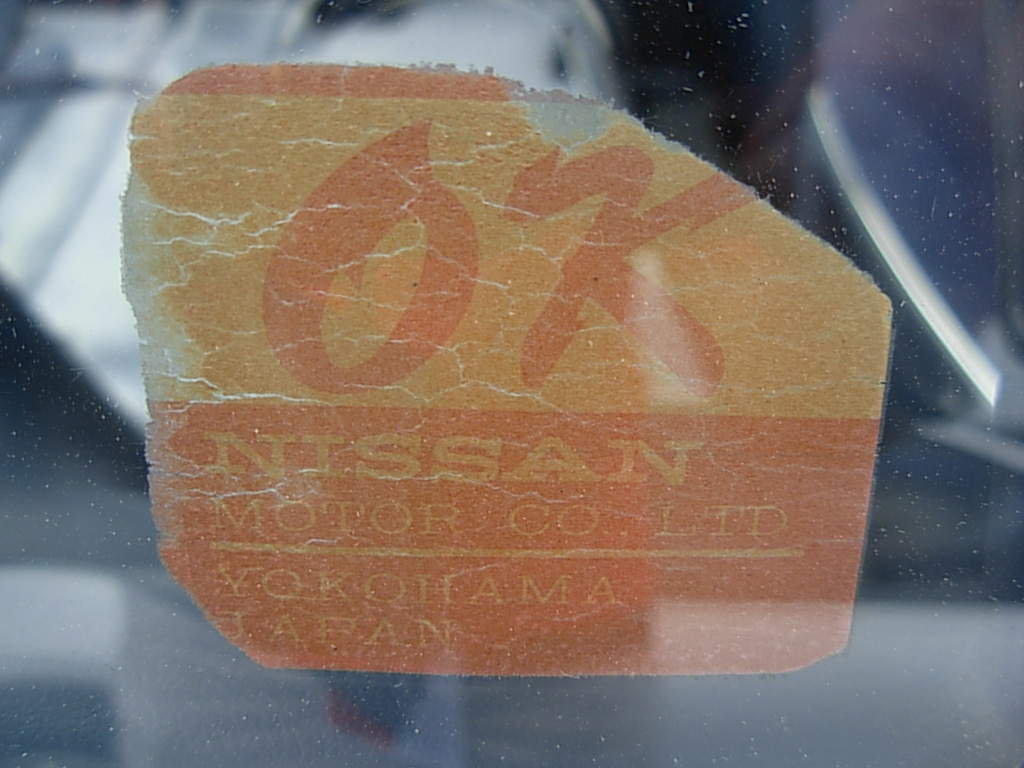 OK
NISSAN
MOTOR CO. LTD
YOKOHAMA
JAPAN